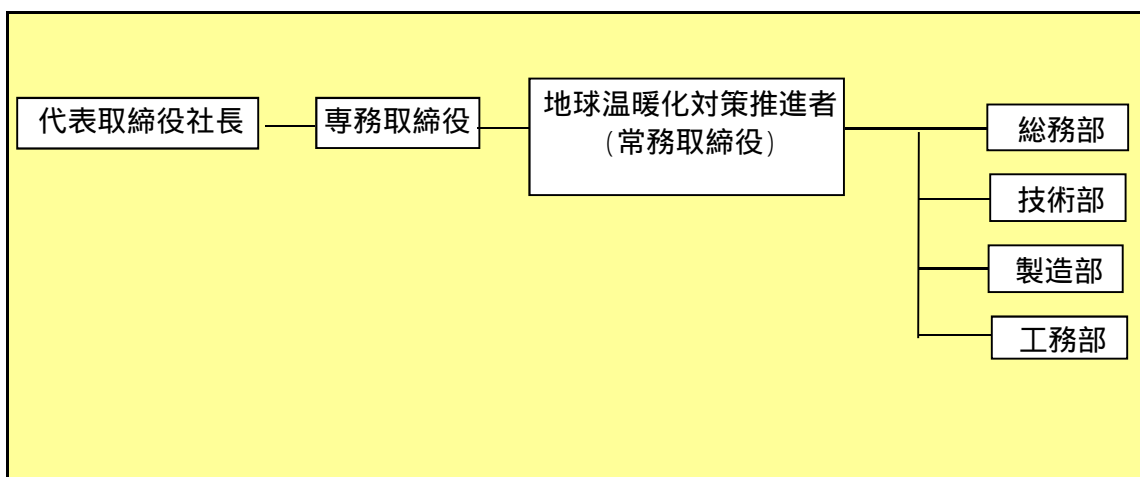 代表取締役社長
専務取締役
地球温暖化対策推進者
(常務取締役)
総務部
技術部
製造部
工務部